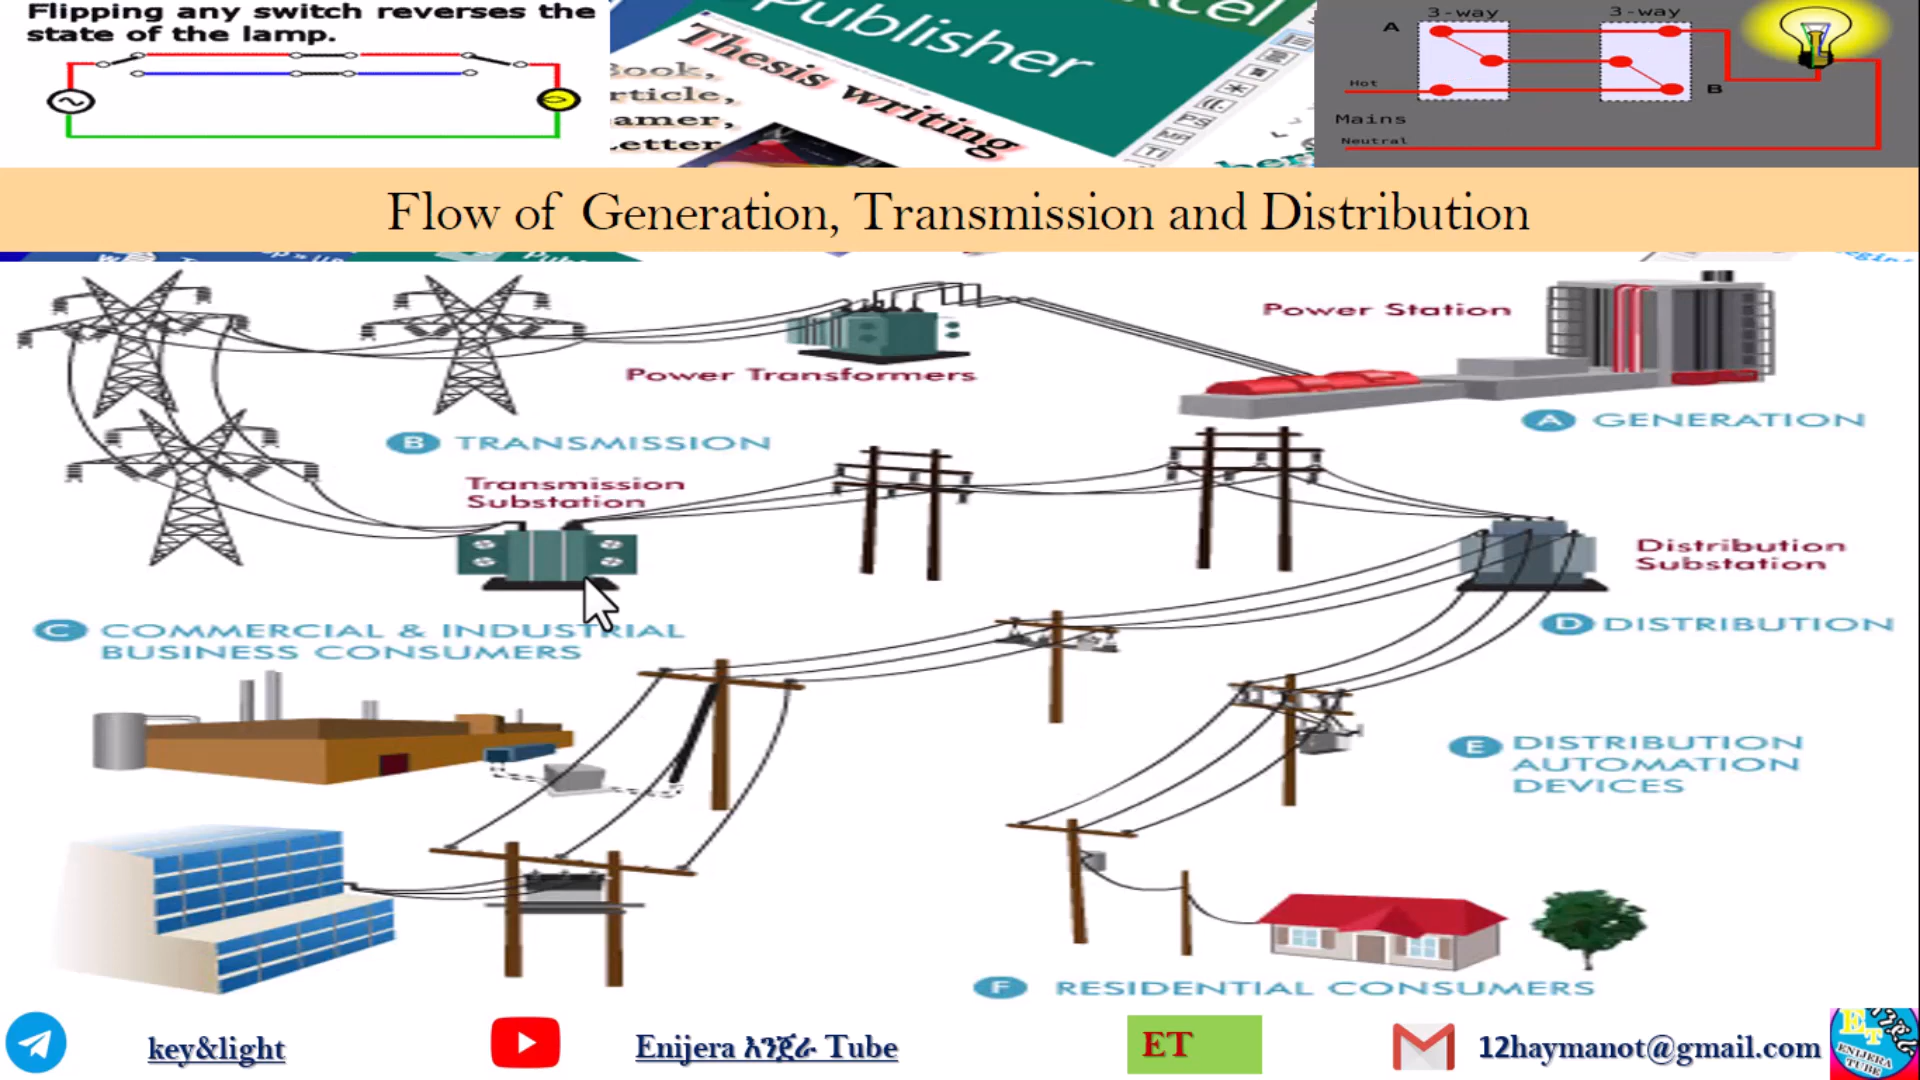 Flipping any switch reverses the
state of the lamp.
Publisher
Thesis writing
Book,
rticle,
amer,
Letter
3-way
3-way
A
Hot
B
Mains
Neutral
Flow of Generation, Transmission and Distribution
Power Station
Power Transformers
A GENERATION
B TRANSMISSION
Transmission
Substation
Distribution
Substation
C COMMERCIAL & INDUSTRIAL
BUSINESS CONSUMERS
D DISTRIBUTION
E DISTRIBUTION
AUTOMATION
DEVICES
F RESIDENTIAL CONSUMERS
key&light
Enijera እንጀራ Tube
ET
12haymanot@gmail.com
ENIJERA
TUBE